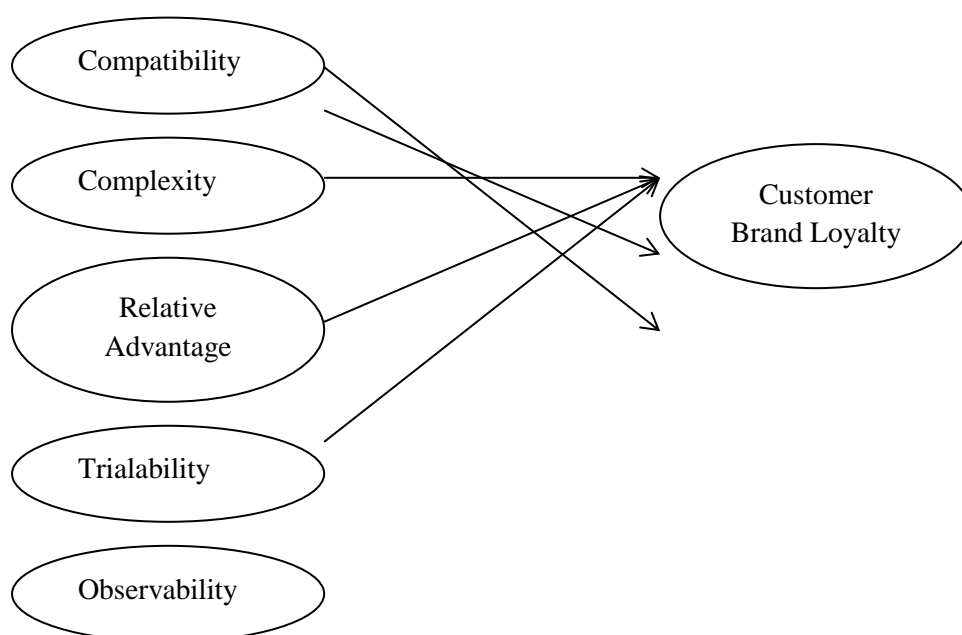 Compatibility
Complexity
Relative
Advantage
Trialability
Observability
Customer
Brand Loyalty